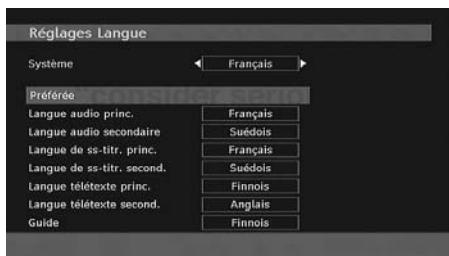 Réglages Langue
Système Français
Préférée
Langue audio princ. Français
Langue audio secondaire Suédois
Langue de ss-titr. princ. Français
Langue de ss-titr. second. Suédois
Langue télétexte princ. Finnois
Langue télétexte second. Anglais
Guide Finnois